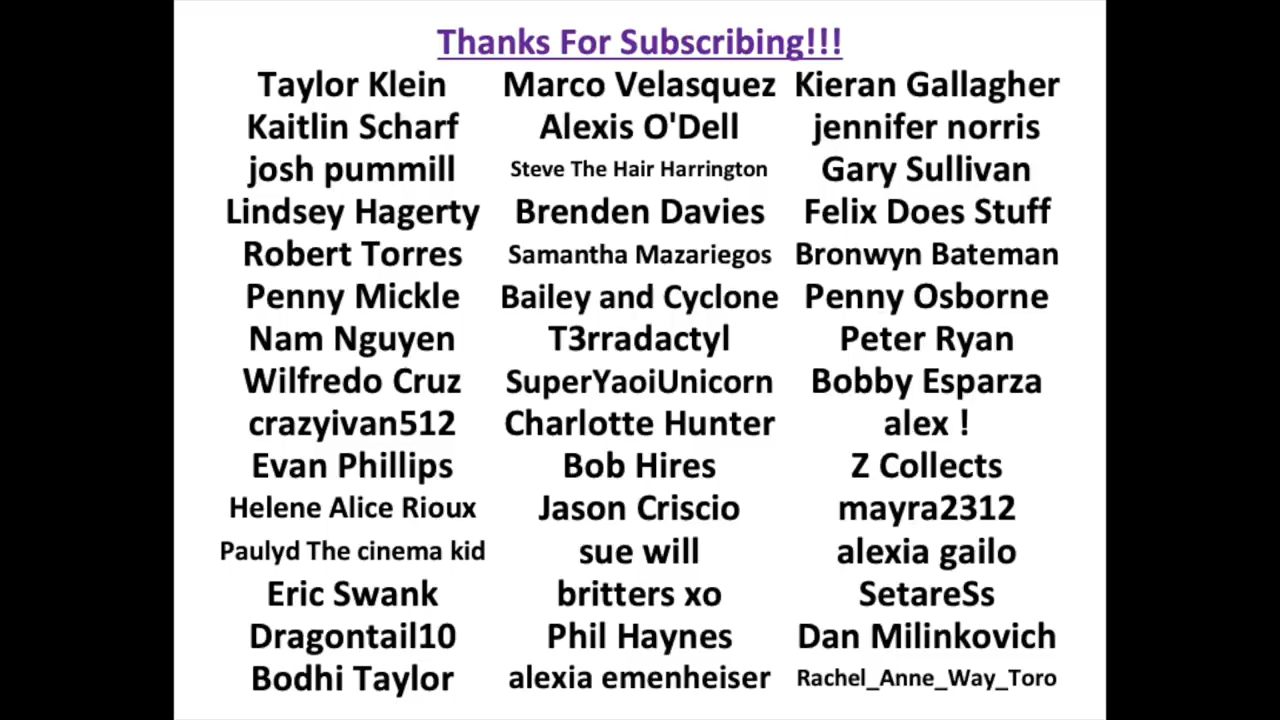 Thanks For Subscribing!!!
Taylor Klein Marco Velasquez Kieran Gallagher
Kaitlin Scharf Alexis O'Dell jennifer norris
josh pummill Steve The Hair Harrington Gary Sullivan
Lindsey Hagerty Brenden Davies Felix Does Stuff
Robert Torres Samantha Mazariegos Bronwyn Bateman
Penny Mickle Bailey and Cyclone Penny Osborne
Nam Nguyen T3rradactyl Peter Ryan
Wilfredo Cruz SuperYaoiUnicorn Bobby Esparza
crazyivan512 Charlotte Hunter alex !
Evan Phillips Bob Hires Z Collects
Helene Alice Rioux Jason Criscio mayra2312
Paulyd The cinema kid sue will alexia gailo
Eric Swank britters xo SetareSs
Dragontail10 Phil Haynes Dan Milinkovich
Bodhi Taylor alexia emenheiser Rachel_Anne_Way_Toro